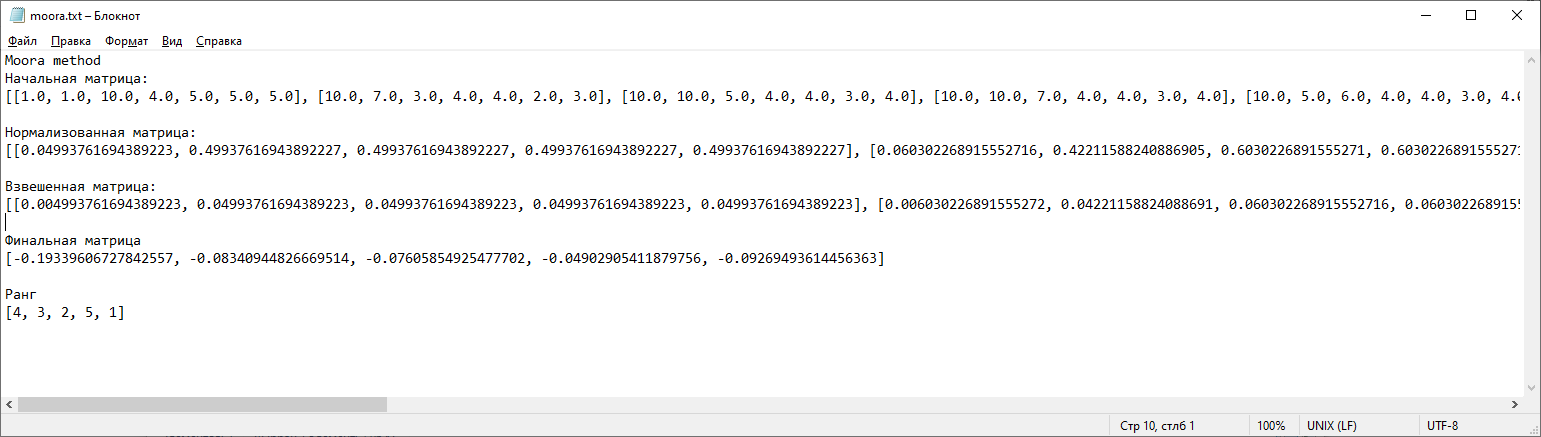 moora.txt – Блокнот
Файл Правка Формат Вид Справка
Moora method
Начальная матрица:
[[1.0, 1.0, 10.0, 4.0, 5.0, 5.0, 5.0], [10.0, 7.0, 3.0, 4.0, 4.0, 2.0, 3.0], [10.0, 10.0, 5.0, 4.0, 4.0, 3.0, 4.0], [10.0, 10.0, 7.0, 4.0, 4.0, 3.0, 4.0], [10.0, 5.0, 6.0, 4.0, 4.0, 3.0, 4.0
Нормализованная матрица:
[[0.04993761694389223, 0.49937616943892227, 0.49937616943892227, 0.49937616943892227, 0.49937616943892227], [0.060302268915552716, 0.42211588240886905, 0.6030226891555271, 0.6030226891555271
Взвешенная матрица:
[[0.004993761694389223, 0.04993761694389223, 0.04993761694389223, 0.04993761694389223, 0.04993761694389223], [0.006030226891555272, 0.04221158824088691, 0.060302268915552716, 0.0603022689155
Финальная матрица
[-0.19339606727842557, -0.08340944826669514, -0.07605854925477702, -0.04902905411879756, -0.09269493614456363]
Ранг
[4, 3, 2, 5, 1]
Стр 10, стлб 1 100% UNIX (LF) UTF-8